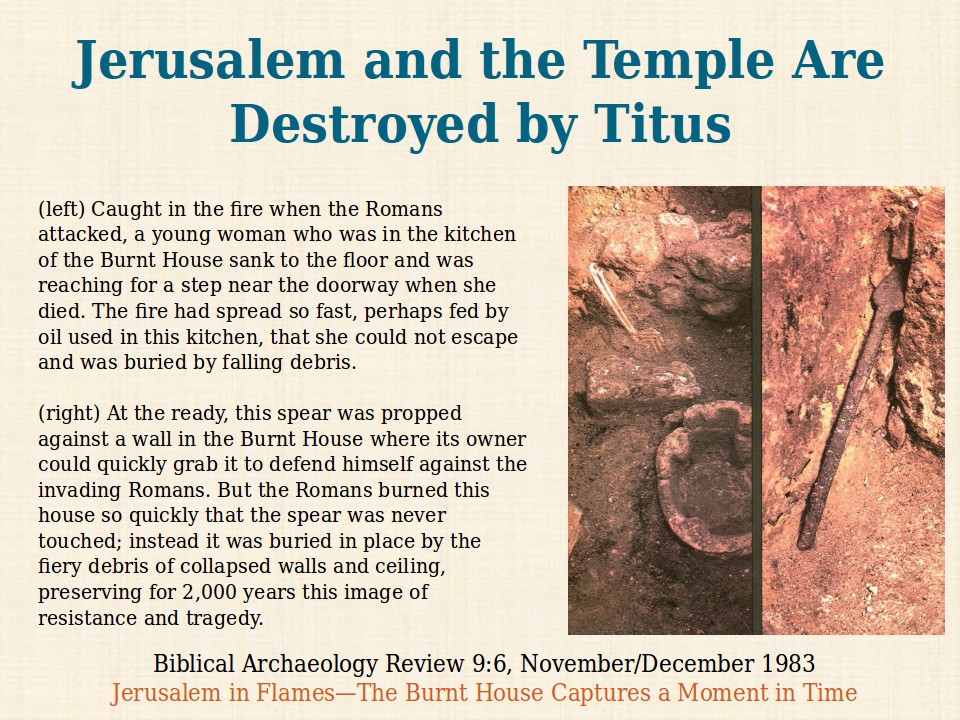 Jerusalem and the Temple Are
Destroyed by Titus
(left) Caught in the fire when the Romans
attacked, a young woman who was in the kitchen
of the Burnt House sank to the floor and was
reaching for a step near the doorway when she
died. The fire had spread so fast, perhaps fed by
oil used in this kitchen, that she could not escape
and was buried by falling debris.
(right) At the ready, this spear was propped
against a wall in the Burnt House where its owner
could quickly grab it to defend himself against the
invading Romans. But the Romans burned this
house so quickly that the spear was never
touched; instead it was buried in place by the
fiery debris of collapsed walls and ceiling,
preserving for 2,000 years this image of
resistance and tragedy.
Biblical Archaeology Review 9:6, November/December 1983
Jerusalem in Flames—The Burnt House Captures a Moment in Time